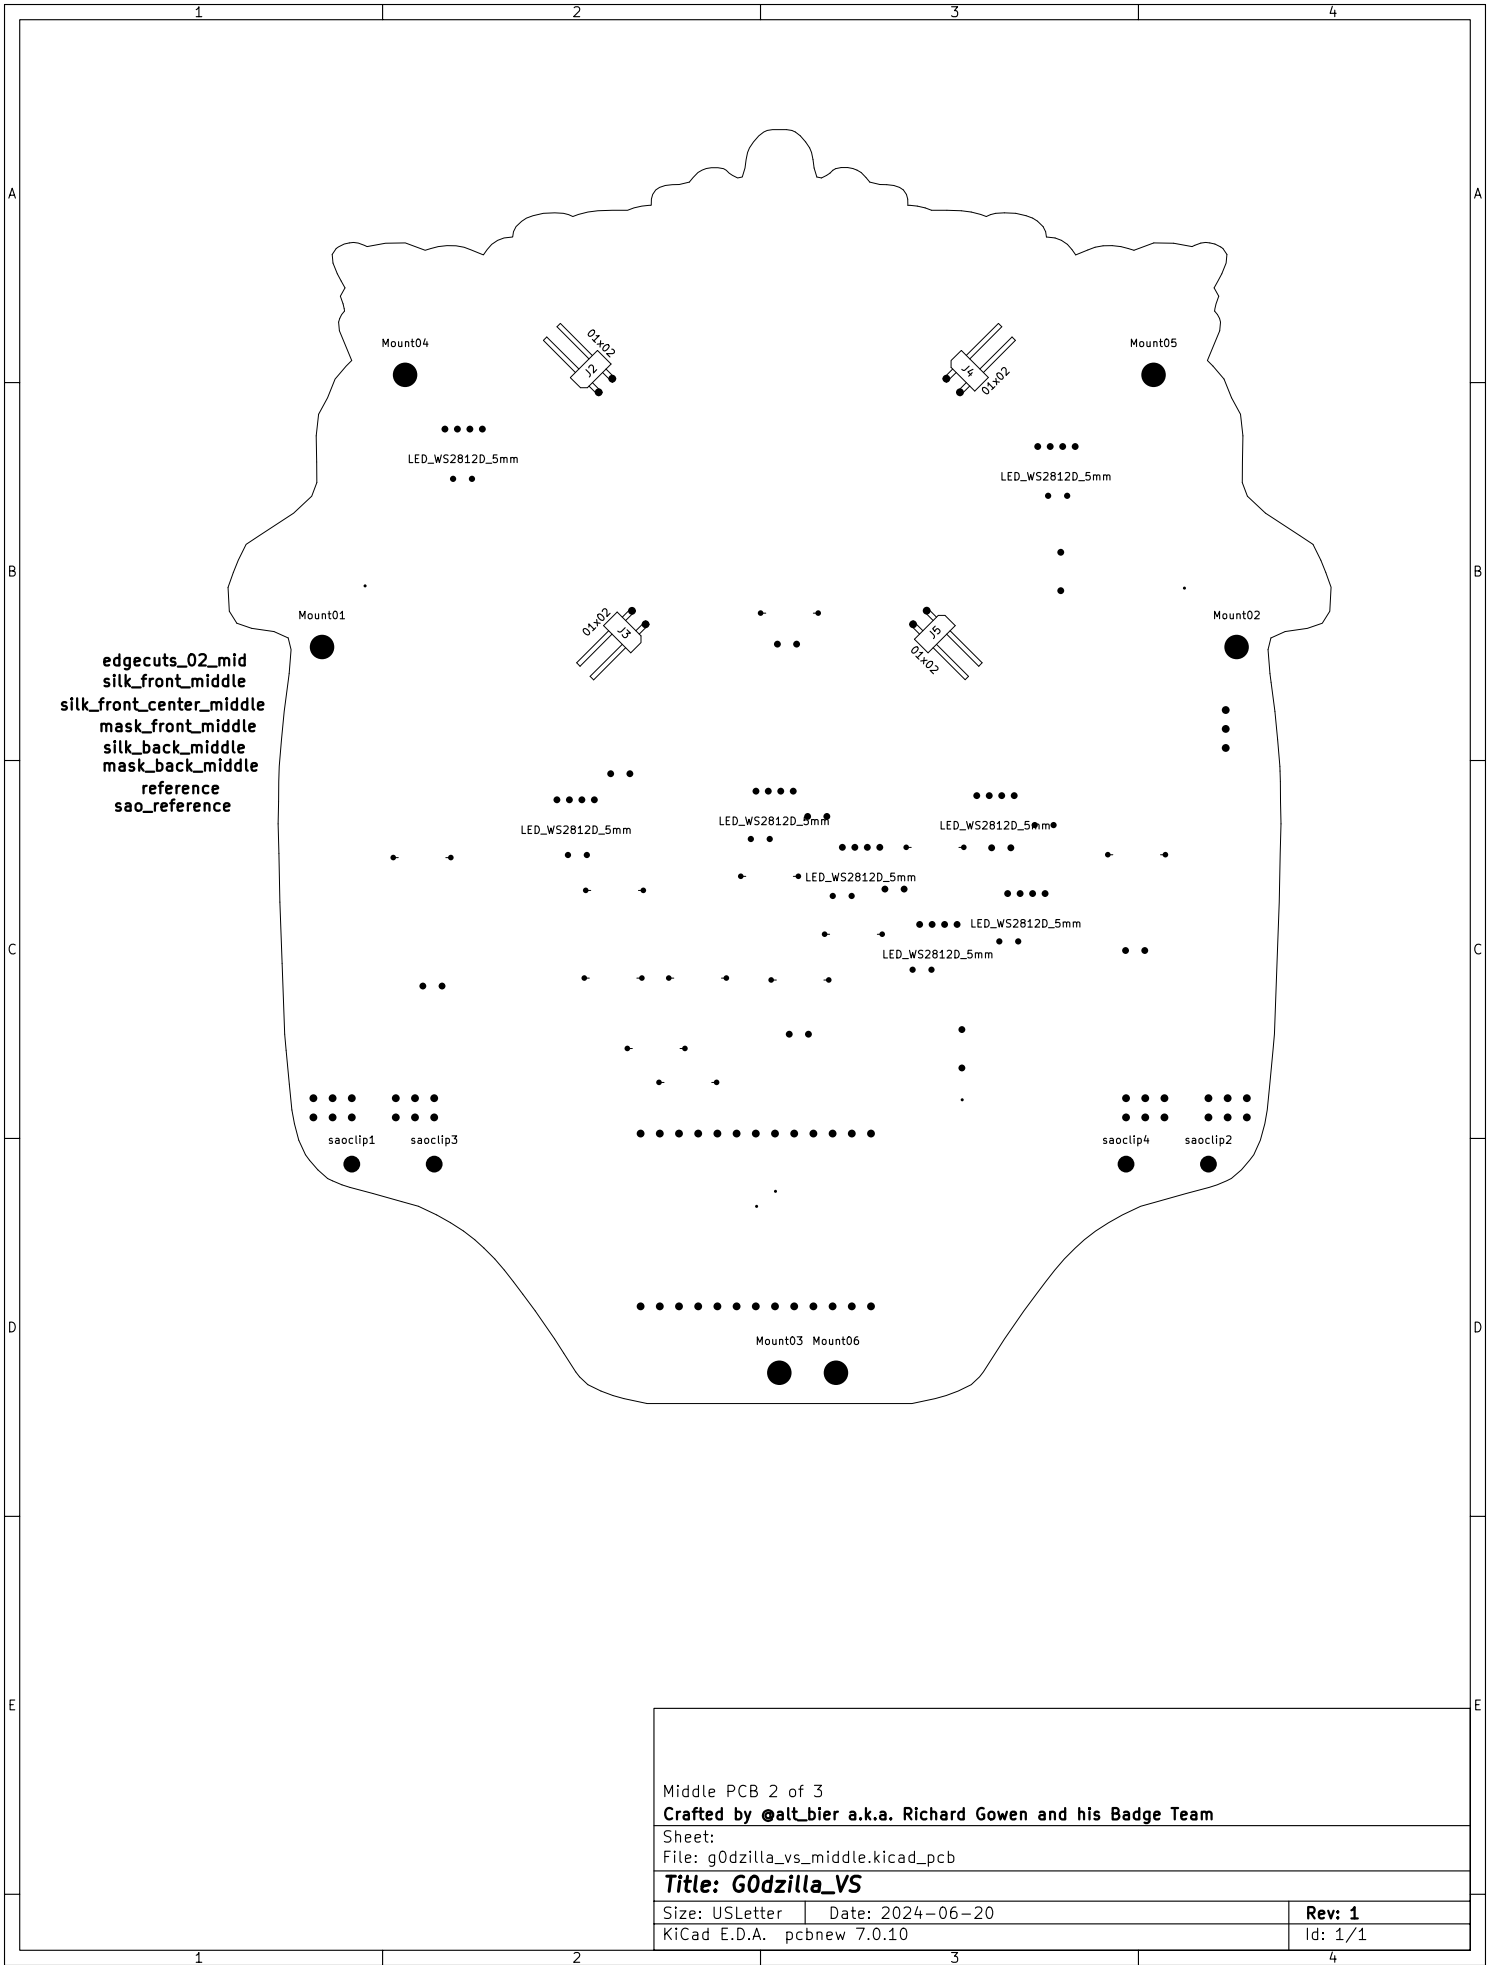 1 2 3 4
A A
Mount04
01x02
J2
J4
01x02
Mount05
LED_WS2812D_5mm
LED_WS2812D_5mm
B B
Mount01
01x02
J3
J5
01x02
Mount02
edgecuts_02_mid
silk_front_middle
silk_front_center_middle
mask_front_middle
silk_back_middle
mask_back_middle
reference
sao_reference
LED_WS2812D_5mm
LED_WS2812D_5mm
LED_WS2812D_5mm
LED_WS2812D_5mm
LED_WS2812D_5mm
LED_WS2812D_5mm
C C
saoclip1 saoclip3 saoclip4 saoclip2
D D
Mount03 Mount06
E E
Middle PCB 2 of 3
Crafted by @alt_bier a.k.a. Richard Gowen and his Badge Team
Sheet:
File: g0dzilla_vs_middle.kicad_pcb
Title: G0dzilla_VS
Size: USLetter Date: 2024-06-20 Rev: 1
KiCad E.D.A. pcbnew 7.0.10 Id: 1/1
1 2 3 4